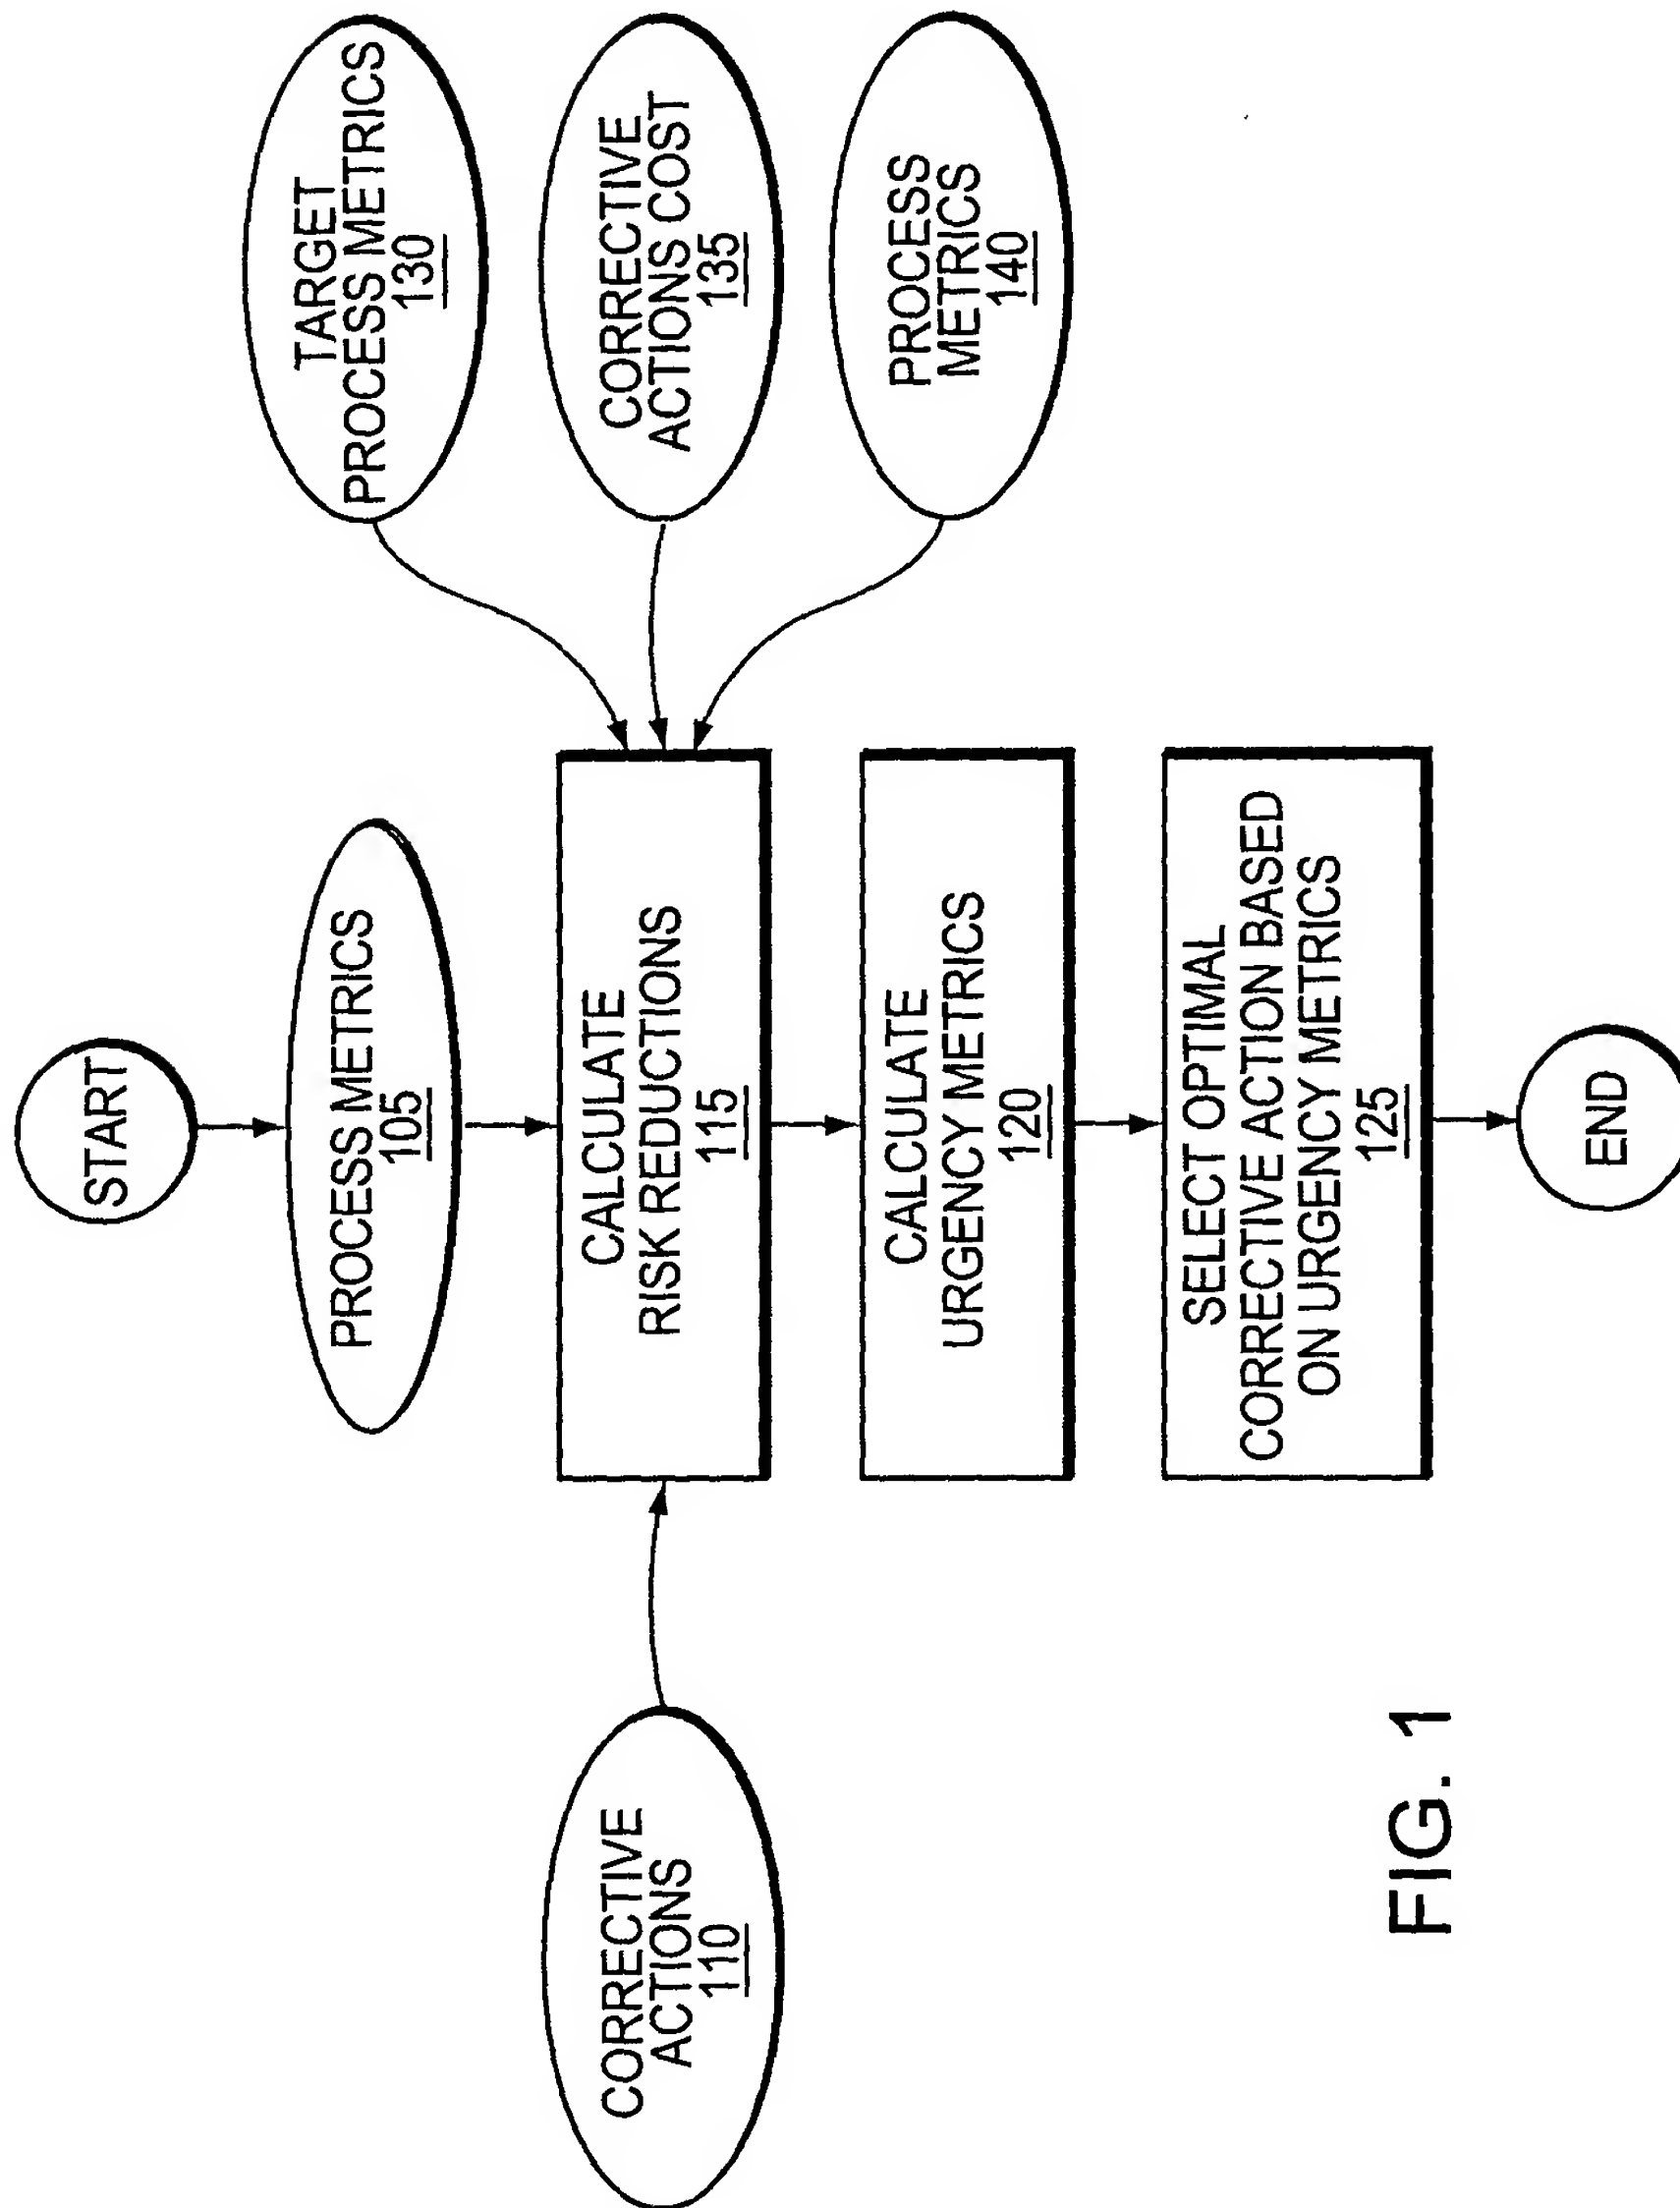 START
PROCESS METRICS
105
TARGET
PROCESS METRICS
130
CORRECTIVE
ACTIONS
110
CALCULATE
RISK REDUCTIONS
115
CORRECTIVE
ACTIONS COST
135
PROCESS
METRICS
140
CALCULATE
URGENCY METRICS
120
SELECT OPTIMAL
CORRECTIVE ACTION BASED
ON URGENCY METRICS
125
END
FIG. 1